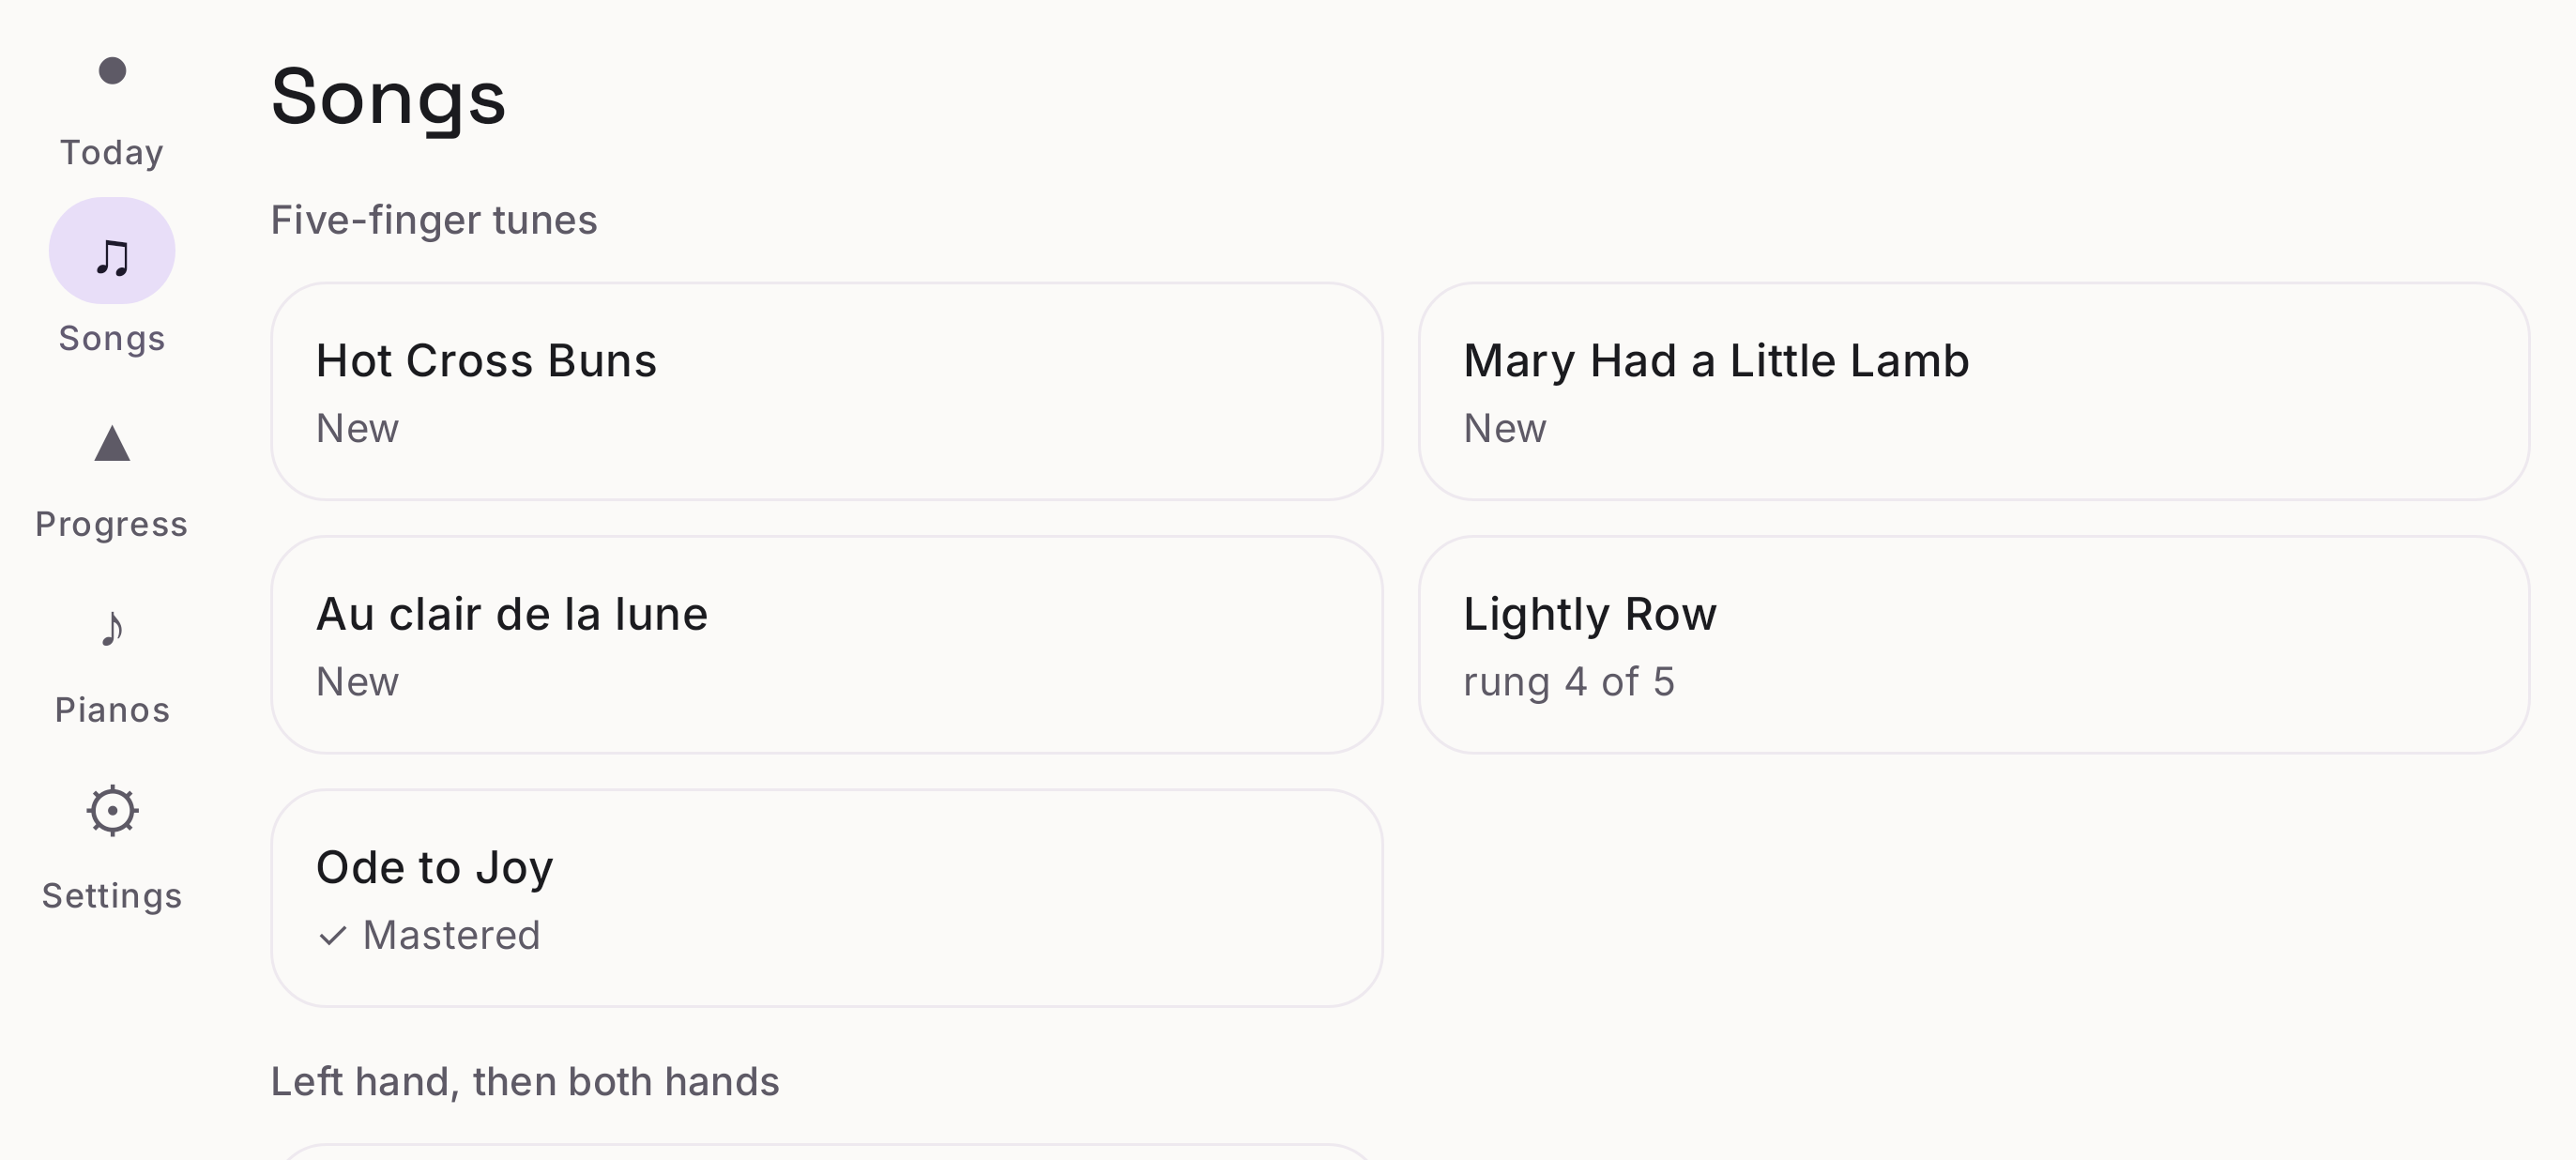 Today
Songs
Progress
Pianos
Settings
Songs
Five-finger tunes
Hot Cross Buns
New
Mary Had a Little Lamb
New
Au clair de la lune
New
Lightly Row
rung 4 of 5
Ode to Joy
✓ Mastered
Left hand, then both hands